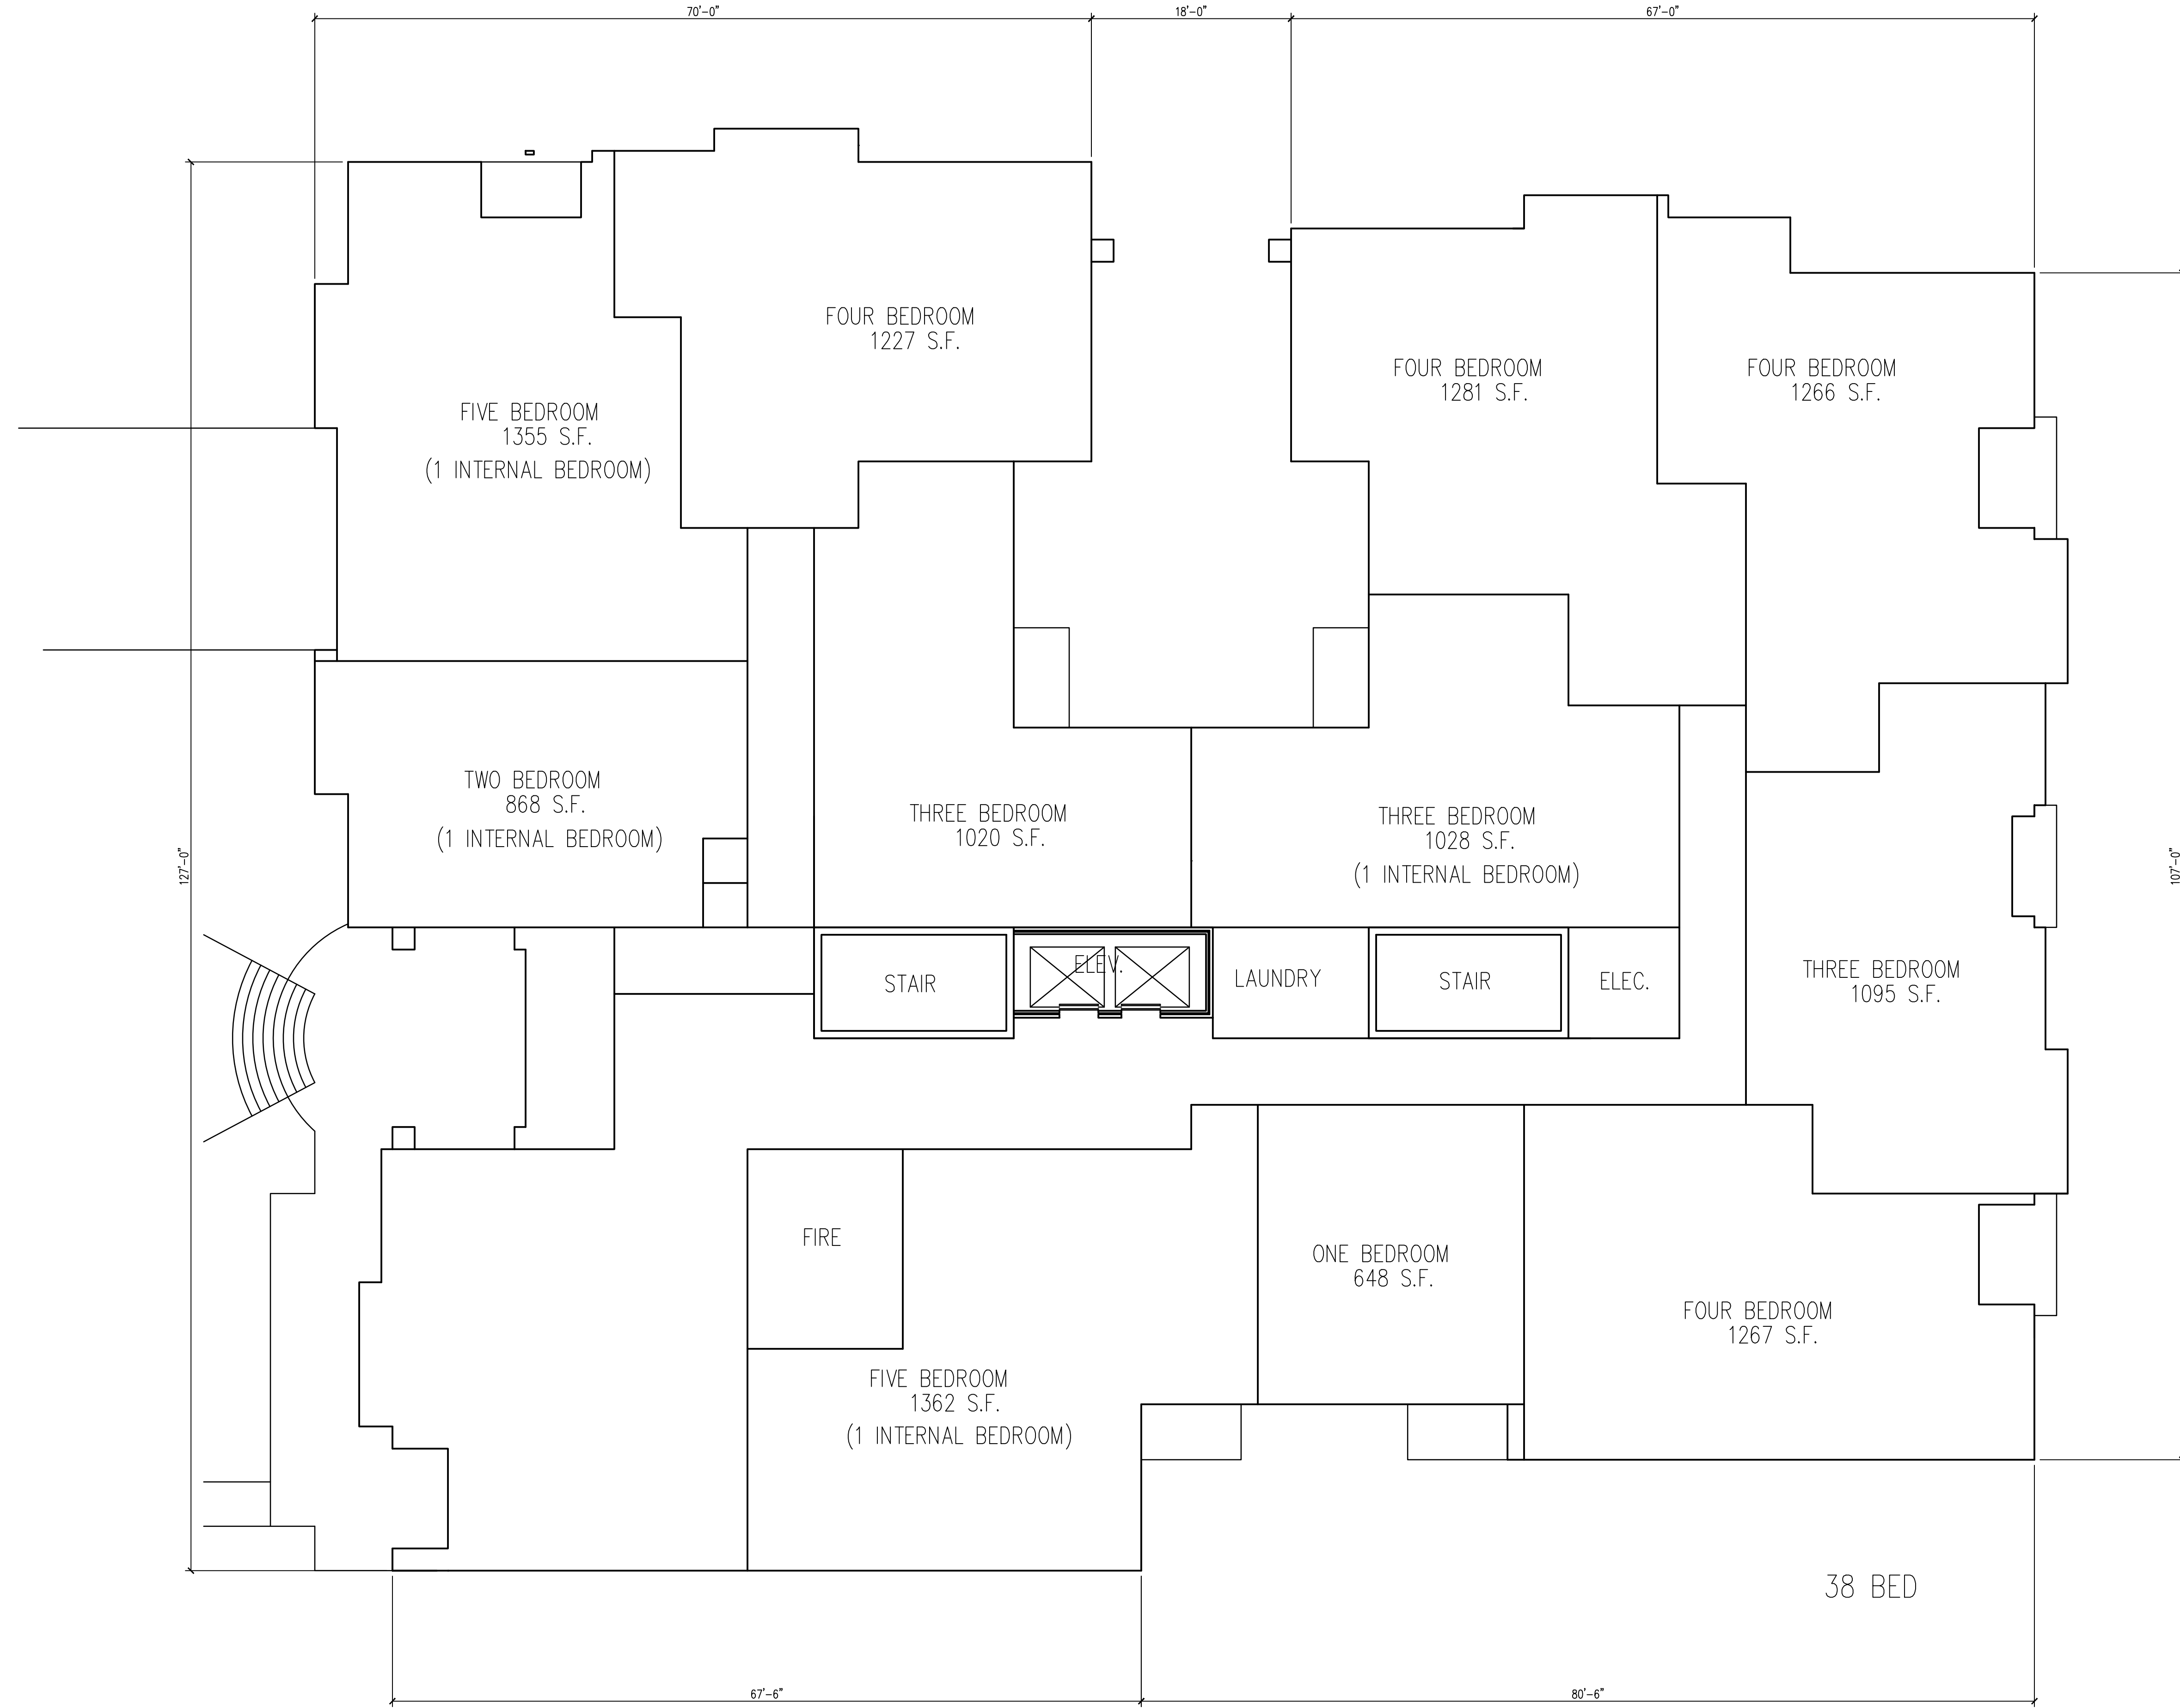 70'-0"
18'-0"
67'-0"
FOUR BEDROOM
1227 S.F.
FOUR BEDROOM
1281 S.F.
FOUR BEDROOM
1266 S.F.
FIVE BEDROOM
1355 S.F.
(1 INTERNAL BEDROOM)
TWO BEDROOM
868 S.F.
(1 INTERNAL BEDROOM)
THREE BEDROOM
1020 S.F.
THREE BEDROOM
1028 S.F.
(1 INTERNAL BEDROOM)
127'-0"
107'-0"
STAIR
ELEV.
LAUNDRY
STAIR
ELEC.
THREE BEDROOM
1095 S.F.
FIRE
ONE BEDROOM
648 S.F.
FOUR BEDROOM
1267 S.F.
FIVE BEDROOM
1362 S.F.
(1 INTERNAL BEDROOM)
38 BED
67'-6"
80'-6"